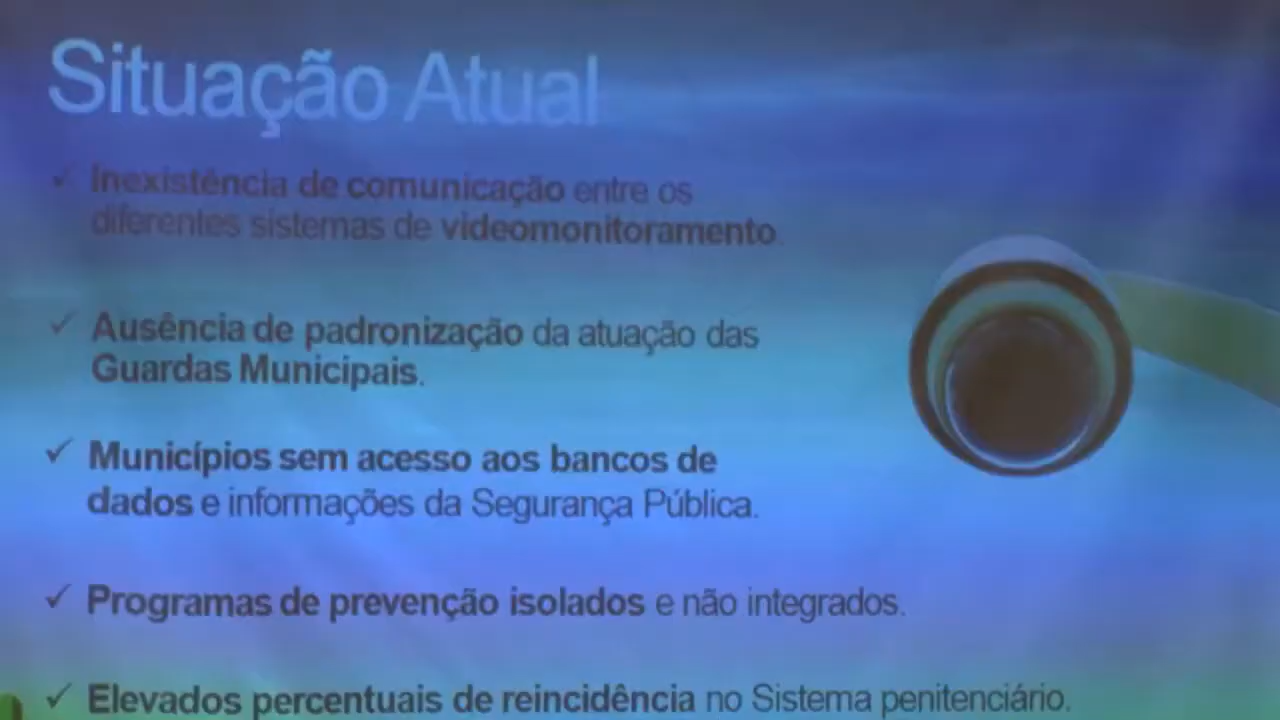 Situação Atual
✓ Inexistência de comunicação entre os
diferentes sistemas de videomonitoramento.
✓ Ausência de padronização da atuação das
Guardas Municipais.
✓ Municípios sem acesso aos bancos de
dados e informações da Segurança Pública.
✓ Programas de prevenção isolados e não integrados.
✓ Elevados percentuais de reincidência no Sistema penitenciário.